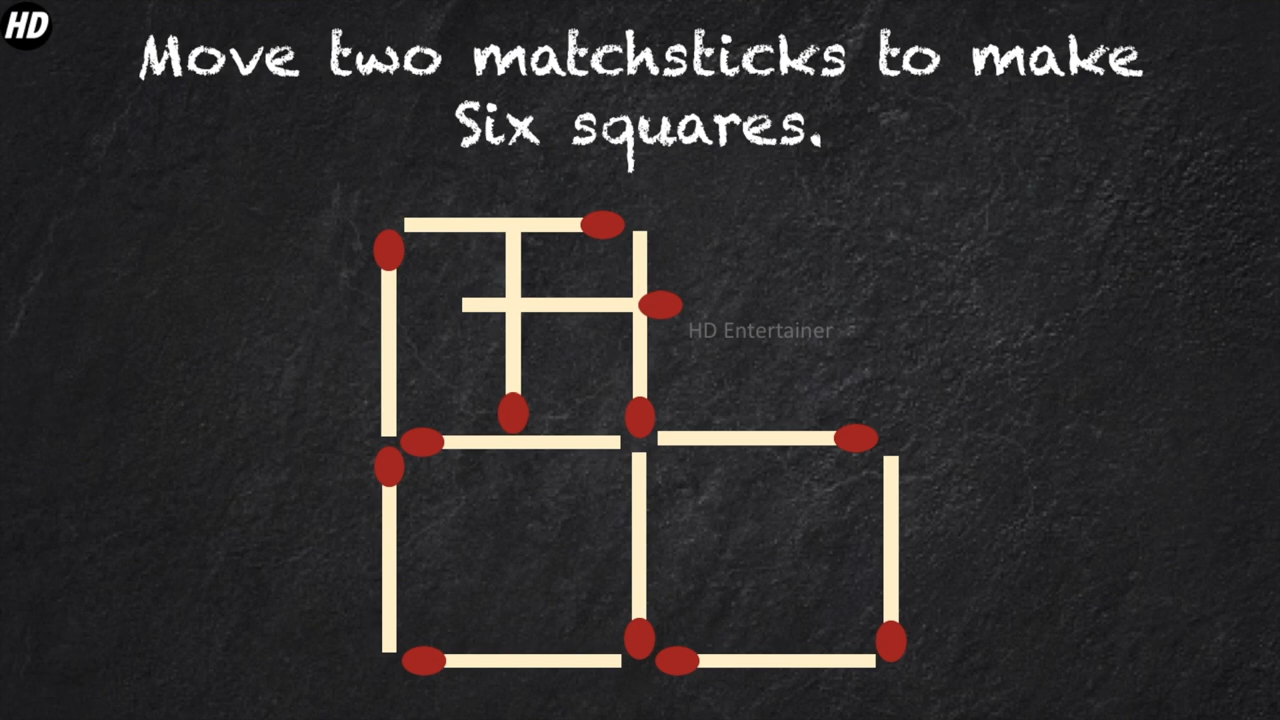 HD
Move two matchsticks to make
Six squares.
HD Entertainer